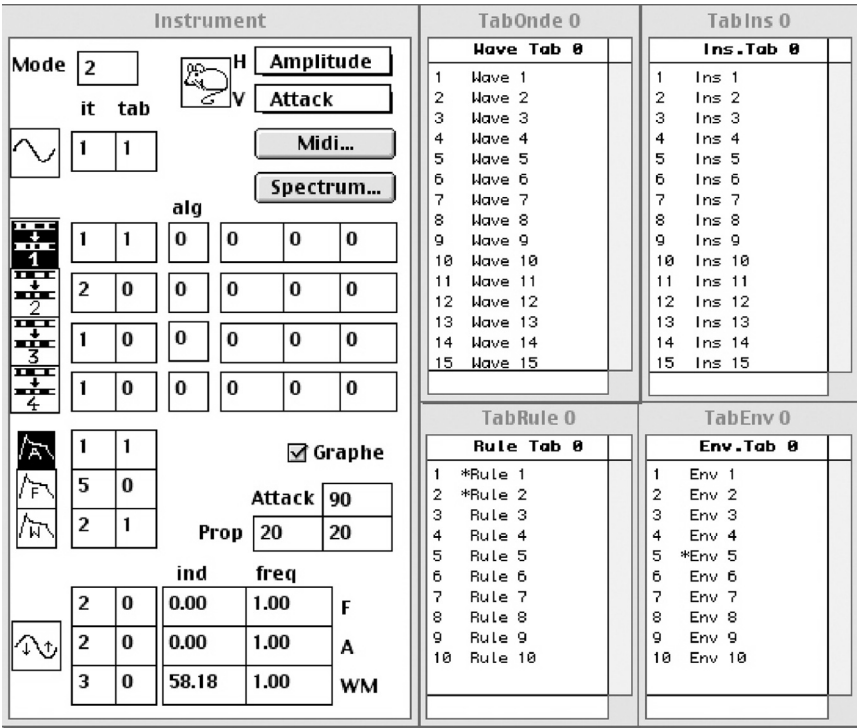 Instrument
Mode 2
H Amplitude
V Attack
it tab
1 1
Midi...
Spectrum...
alg
1 1 1 0 0 0 0
2 2 0 0 0 0 0
3 1 0 0 0 0 0
4 1 0 0 0 0 0
A 1 1
Graphe
F 5 0
Attack 90
W 2 1
Prop 20 20
ind freq
2 0 0.00 1.00 F
2 0 0.00 1.00 A
3 0 58.18 1.00 WM
TabOnde 0
Wave Tab 0
1 Wave 1
2 Wave 2
3 Wave 3
4 Wave 4
5 Wave 5
6 Wave 6
7 Wave 7
8 Wave 8
9 Wave 9
10 Wave 10
11 Wave 11
12 Wave 12
13 Wave 13
14 Wave 14
15 Wave 15
TabIns 0
Ins.Tab 0
1 Ins 1
2 Ins 2
3 Ins 3
4 Ins 4
5 Ins 5
6 Ins 6
7 Ins 7
8 Ins 8
9 Ins 9
10 Ins 10
11 Ins 11
12 Ins 12
13 Ins 13
14 Ins 14
15 Ins 15
TabRule 0
Rule Tab 0
1 *Rule 1
2 *Rule 2
3 Rule 3
4 Rule 4
5 Rule 5
6 Rule 6
7 Rule 7
8 Rule 8
9 Rule 9
10 Rule 10
TabEnv 0
Env.Tab 0
1 Env 1
2 Env 2
3 Env 3
4 Env 4
5 *Env 5
6 Env 6
7 Env 7
8 Env 8
9 Env 9
10 Env 10